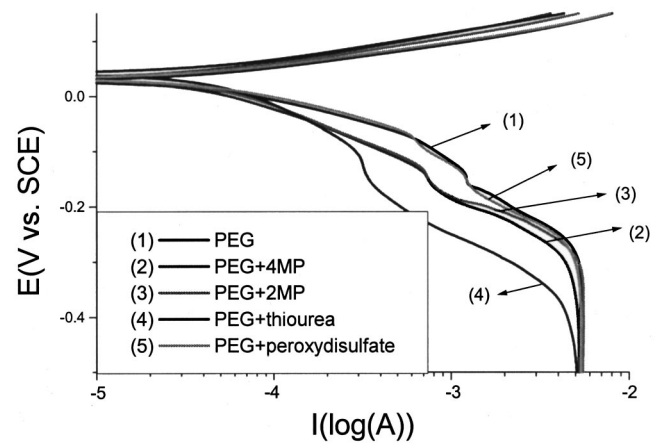 E(V vs. SCE)
0.0
-0.2
-0.4
(1)
(5)
(3)
(2)
(4)
(1) PEG
(2) PEG+4MP
(3) PEG+2MP
(4) PEG+thiourea
(5) PEG+peroxydisulfate
-5 -4 -3 -2
I(log(A))